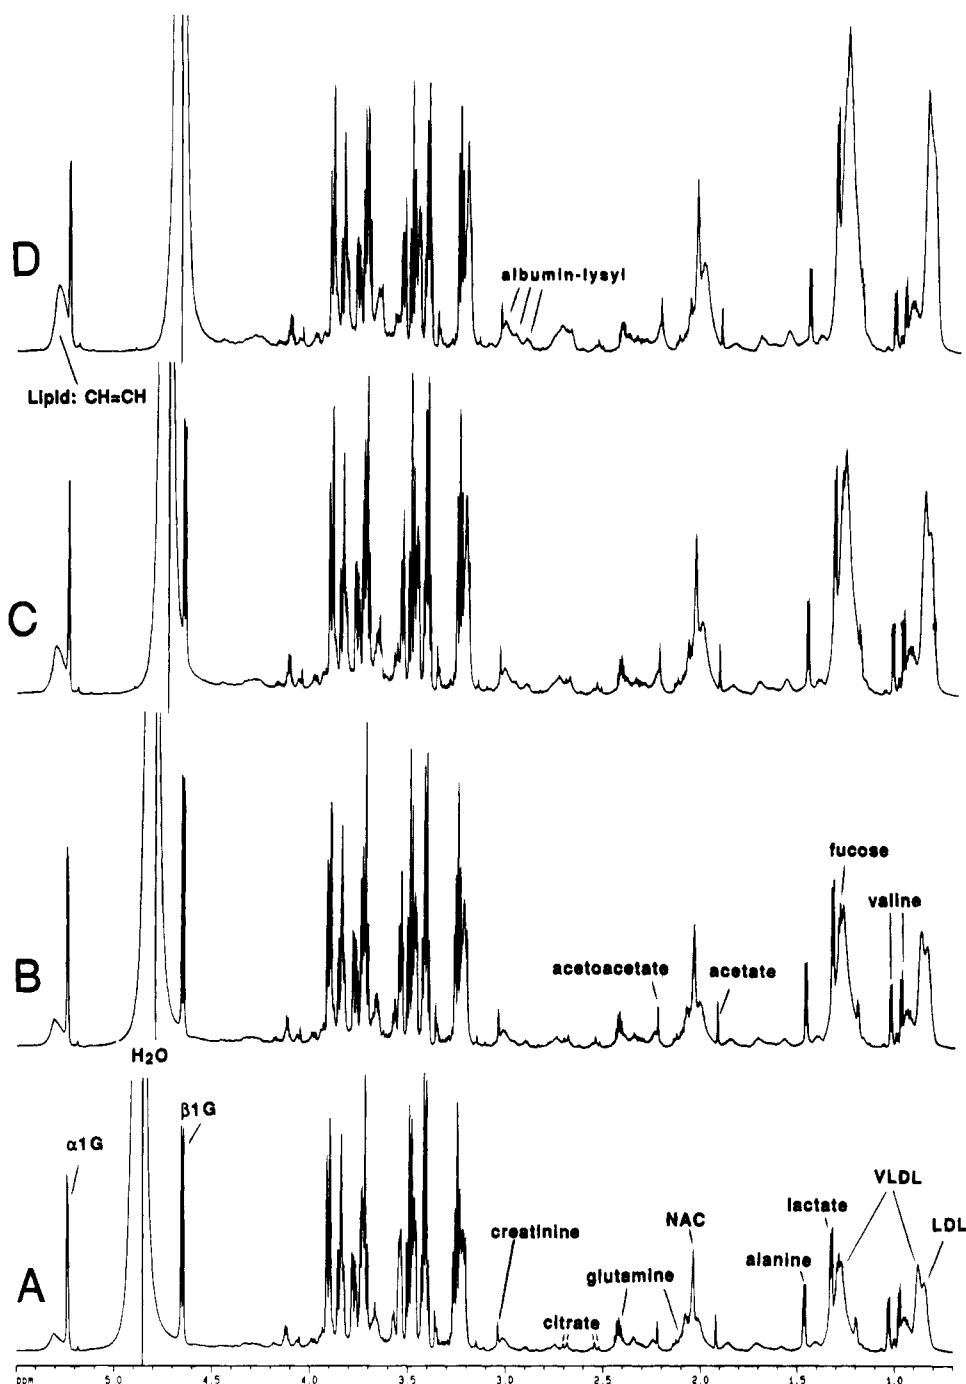 D
albumin-lysyl
Lipid: CH=CH
C
B
fucose
valine
acetoacetate
acetate
H₂O
A
α1G
β1G
creatinine
citrate
glutamine
NAC
alanine
lactate
VLDL
LDL
ppm 5.0 4.5 4.0 3.5 3.0 2.5 2.0 1.5 1.0